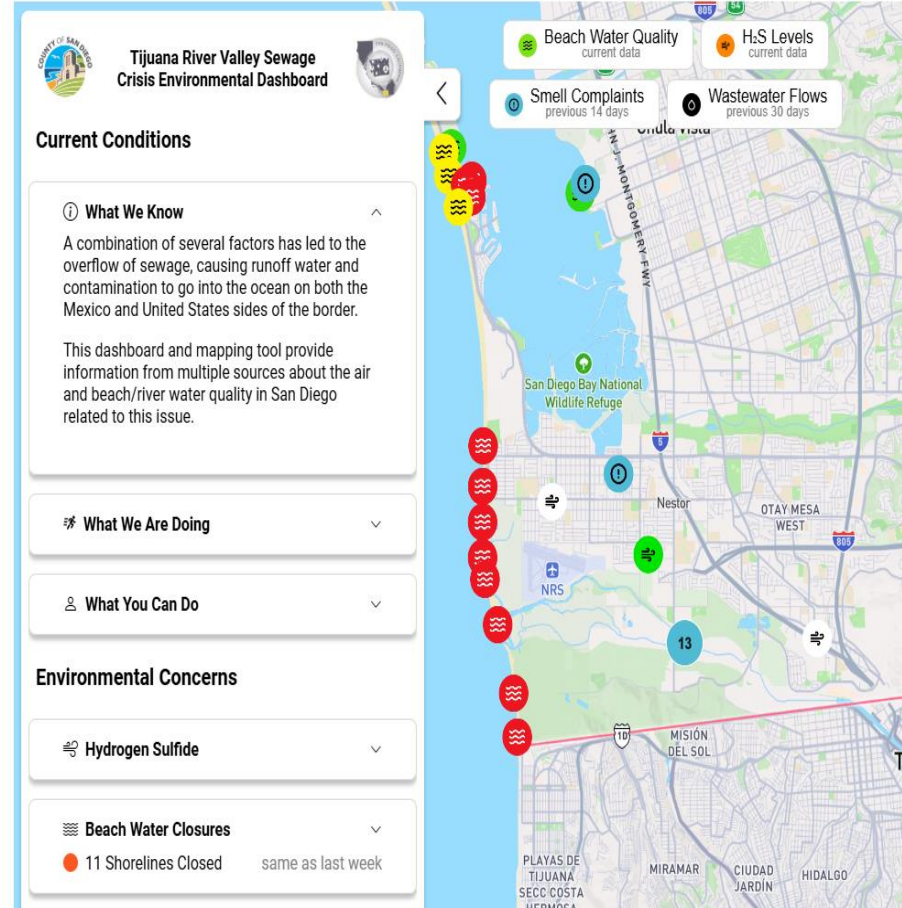 COUNTY OF SAN DIEGO
Tijuana River Valley Sewage
Crisis Environmental Dashboard
Current Conditions
What We Know
A combination of several factors has led to the
overflow of sewage, causing runoff water and
contamination to go into the ocean on both the
Mexico and United States sides of the border.
This dashboard and mapping tool provide
information from multiple sources about the air
and beach/river water quality in San Diego
related to this issue.
What We Are Doing
What You Can Do
Environmental Concerns
Hydrogen Sulfide
Beach Water Closures
11 Shorelines Closed same as last week
805 54
Beach Water Quality
current data
H₂S Levels
current data
Smell Complaints
previous 14 days
Wastewater Flows
previous 30 days
Chula Vista
N J. MONTGOMERY FWY
San Diego Bay National
Wildlife Refuge
5
Nestor
OTAY MESA
WEST
805
NRS
13
1D
MISIÓN
DEL SOL
T
PLAYAS DE
TIJUANA
SECC COSTA
HERMOSA
MIRAMAR
CIUDAD
JARDÍN
HIDALGO